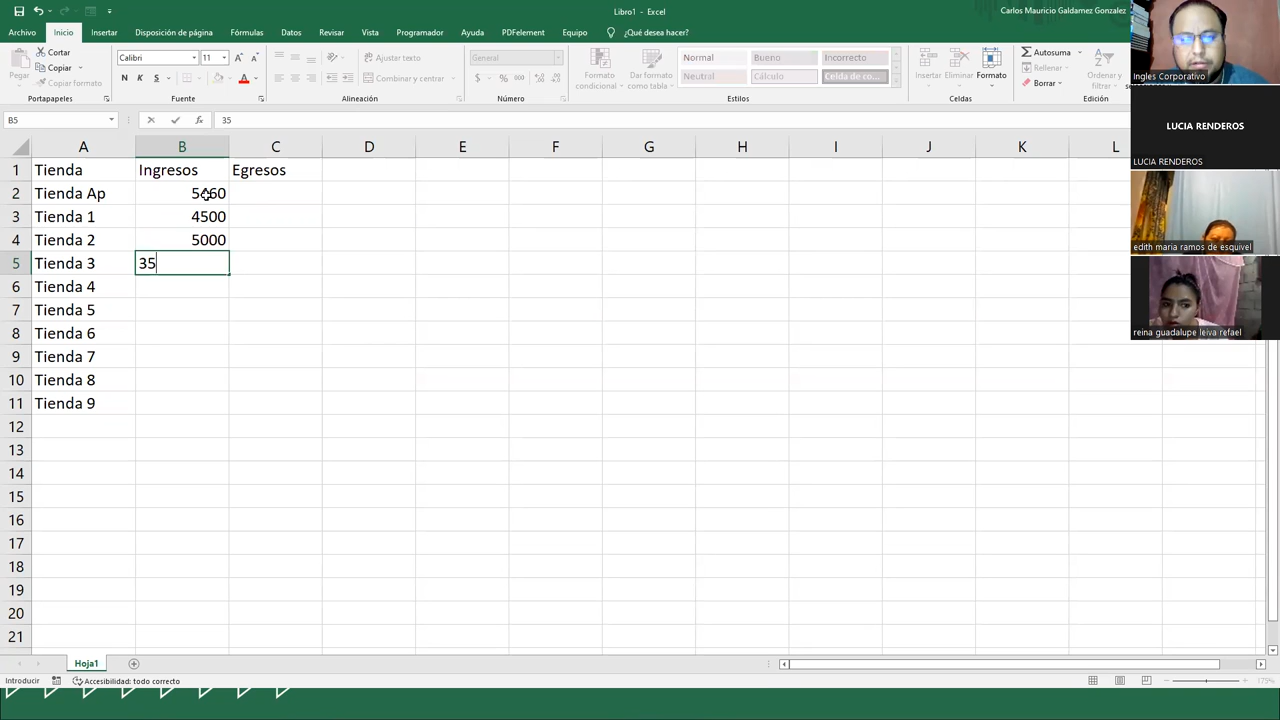 Libro1 - Excel
Carlos Mauricio Galdamez Gonzalez
Archivo Inicio Insertar Disposición de página Fórmulas Datos Revisar Vista Programador Ayuda PDFelement Equipo ¿Qué desea hacer?
Pegar
Cortar
Copiar
Copiar formato
Portapapeles
Calibri 11
N K S
Fuente
Ajustar texto
Combinar y centrar
Alineación
General
$ % 000
Número
Formato condicional
Dar formato como tabla
Normal Bueno Incorrecto
Neutral Cálculo Celda de co...
Estilos
Insertar Eliminar Formato
Celdas
Autosuma
Rellenar
Borrar
Ordenar y filtrar
Edición
B5 fx 35
A B C D E F G H I J K L
1 Tienda Ingresos Egresos
2 Tienda Ap
3 Tienda 1 4500
4 Tienda 2 5000
5 Tienda 3 35
6 Tienda 4
7 Tienda 5
8 Tienda 6
9 Tienda 7
10 Tienda 8
11 Tienda 9
12
13
14
15
16
17
18
19
20
21
Hoja1
Introducir Accesibilidad: todo correcto
175%
Ingles Corporativo
LUCIA RENDEROS
LUCIA RENDEROS
edith maria ramos de esquivel
reina guadalupe leiva refael